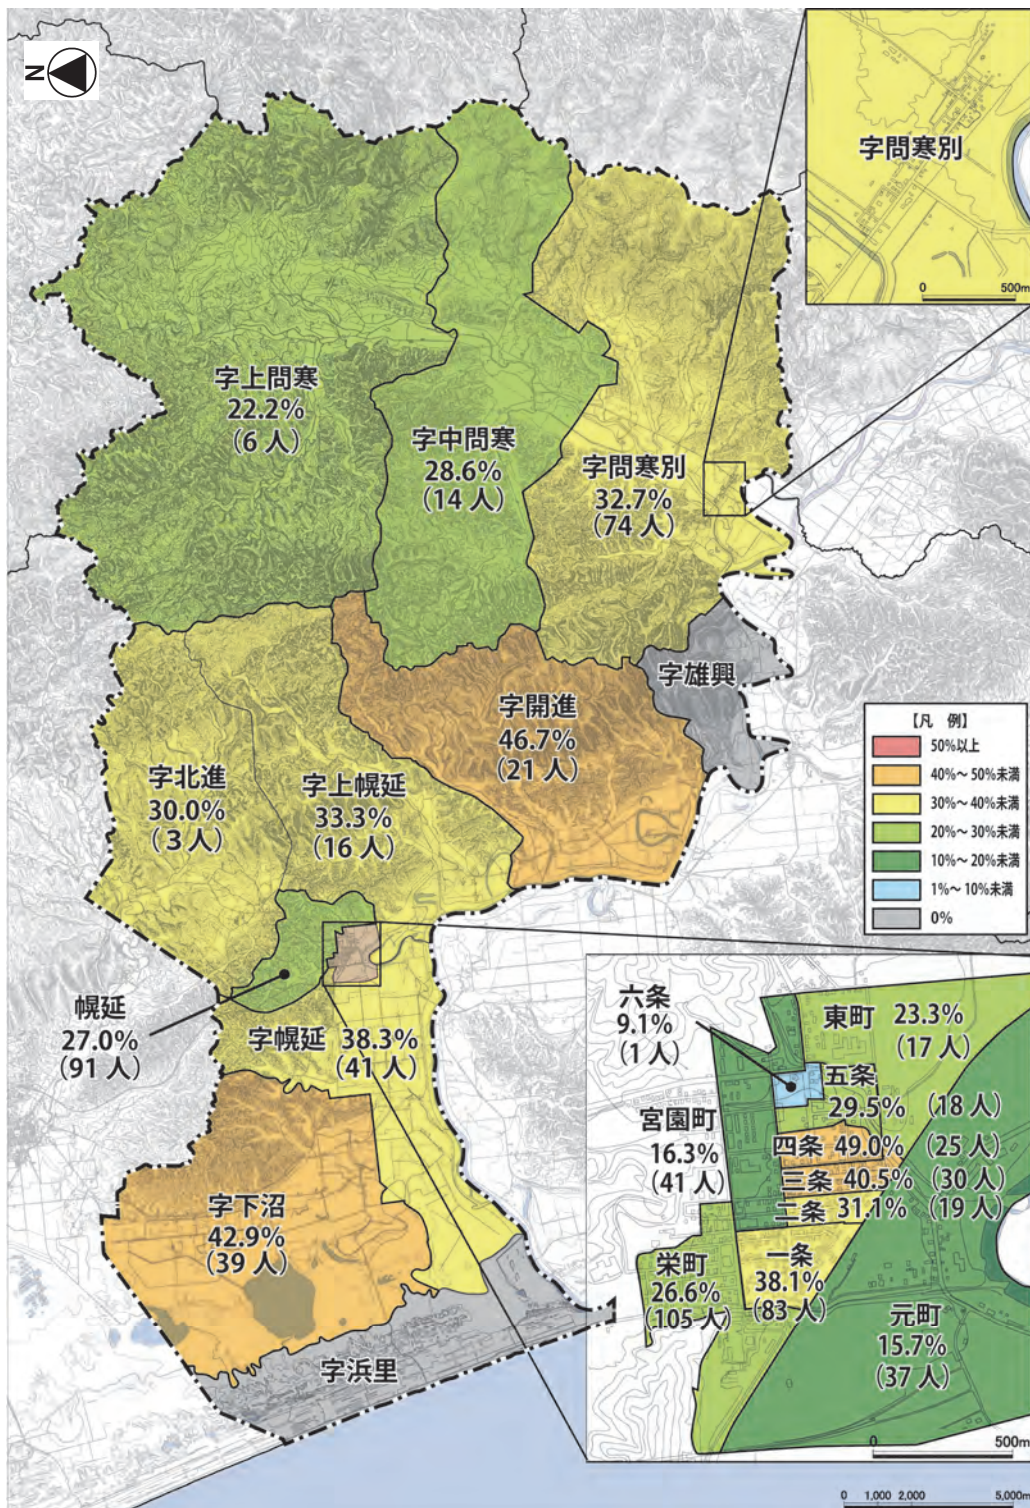 N
字問寒別
0 500m
字上問寒
22.2%
(6人)
字中問寒
28.6%
(14人)
字問寒別
32.7%
(74人)
字雄興
字開進
46.7%
(21人)
字北進
30.0%
(3人)
字上幌延
33.3%
(16人)
【凡 例】
50%以上
40%～50%未満
30%～40%未満
20%～30%未満
10%～20%未満
1%～10%未満
0%
幌延
27.0%
(91人)
字幌延 38.3%
(41人)
字下沼
42.9%
(39人)
字浜里
六条
9.1%
(1人)
東町 23.3%
(17人)
五条
29.5% (18人)
宮園町
16.3%
(41人)
四条 49.0% (25人)
三条 40.5% (30人)
二条 31.1% (19人)
栄町
26.6%
(105人)
一条
38.1%
(83人)
元町
15.7%
(37人)
0 500m
0 1,000 2,000 5,000m